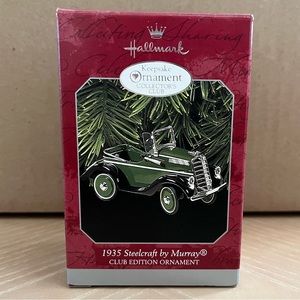 Hallmark
Keepsake
Ornament
COLLECTOR'S
CLUB
1935 Steelcraft by Murray®
CLUB EDITION ORNAMENT